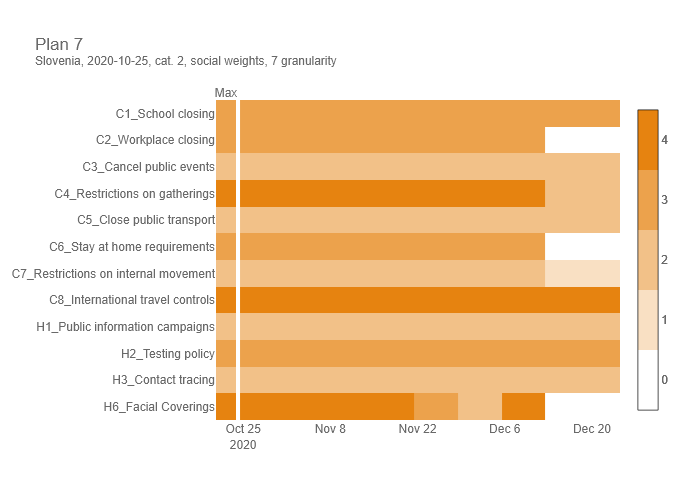 Plan 7
Slovenia, 2020-10-25, cat. 2, social weights, 7 granularity
Max
C1_School closing
C2_Workplace closing
C3_Cancel public events
C4_Restrictions on gatherings
C5_Close public transport
C6_Stay at home requirements
C7_Restrictions on internal movement
C8_International travel controls
H1_Public information campaigns
H2_Testing policy
H3_Contact tracing
H6_Facial Coverings
Oct 25 Nov 8 Nov 22 Dec 6 Dec 20
2020
4
3
2
1
0